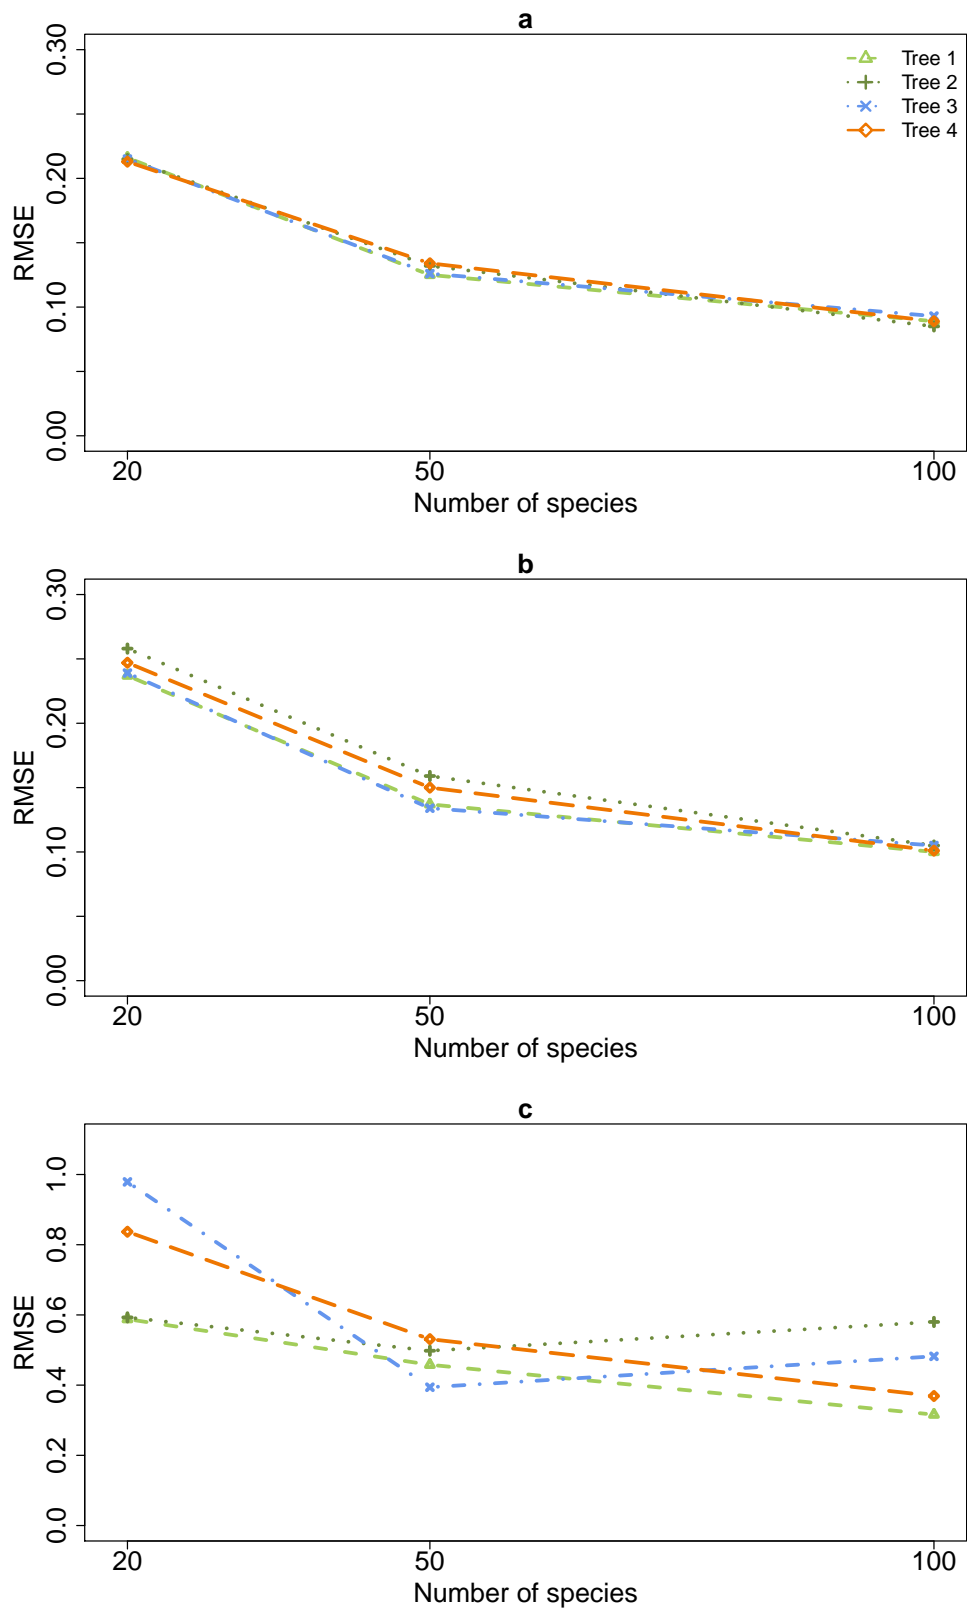 a
0.30
0.20
0.10
0.00
RMSE
Tree 1
Tree 2
Tree 3
Tree 4
20 50 100
Number of species
b
0.30
0.20
0.10
0.00
RMSE
20 50 100
Number of species
c
1.0
0.8
0.6
0.4
0.2
0.0
RMSE
20 50 100
Number of species